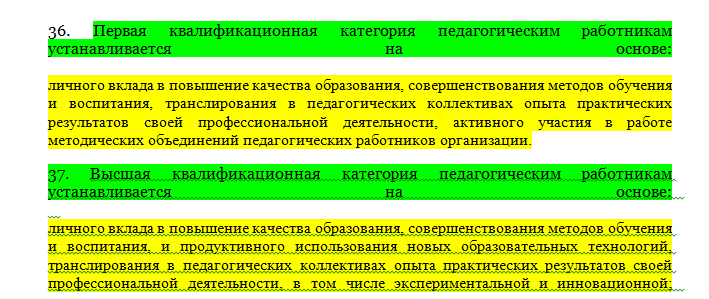 36. Первая квалификационная категория педагогическим работникам
устанавливается на основе:
личного вклада в повышение качества образования, совершенствования методов обучения
и воспитания, транслирования в педагогических коллективах опыта практических
результатов своей профессиональной деятельности, активного участия в работе
методических объединений педагогических работников организации.
37. Высшая квалификационная категория педагогическим работникам
устанавливается на основе:
личного вклада в повышение качества образования, совершенствования методов обучения
и воспитания, и продуктивного использования новых образовательных технологий,
транслирования в педагогических коллективах опыта практических результатов своей
профессиональной деятельности, в том числе экспериментальной и инновационной;